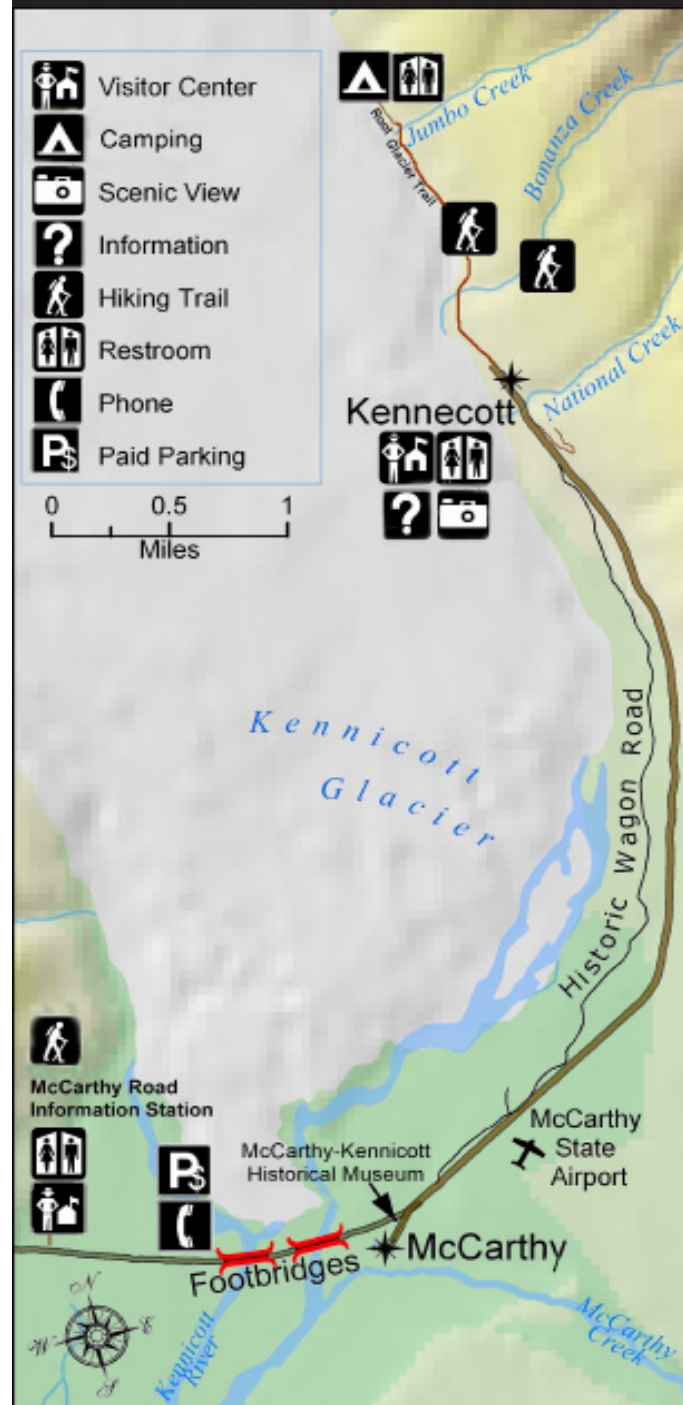 Visitor Center
Camping
Scenic View
Information
Hiking Trail
Restroom
Phone
P$ Paid Parking
0 0.5 1
Miles
Jumbo Creek
Root Glacier Trail
Bonanza Creek
National Creek
Kennecott
?
Kennicott
Glacier
Historic Wagon Road
McCarthy Road
Information Station
P$
McCarthy-Kennicott
Historical Museum
McCarthy
State
Airport
McCarthy
Footbridges
Kennicott
River
McCarthy
Creek
N
W E
S